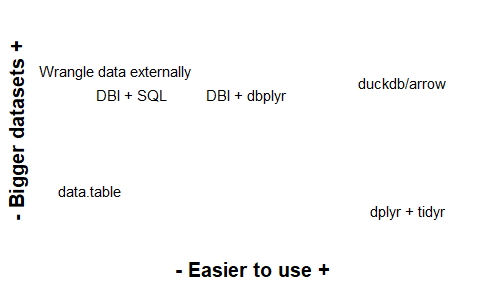 - Bigger datasets +
Wrangle data externally
duckdb/arrow
DBI + SQL
DBI + dbplyr
data.table
dplyr + tidyr
- Easier to use +